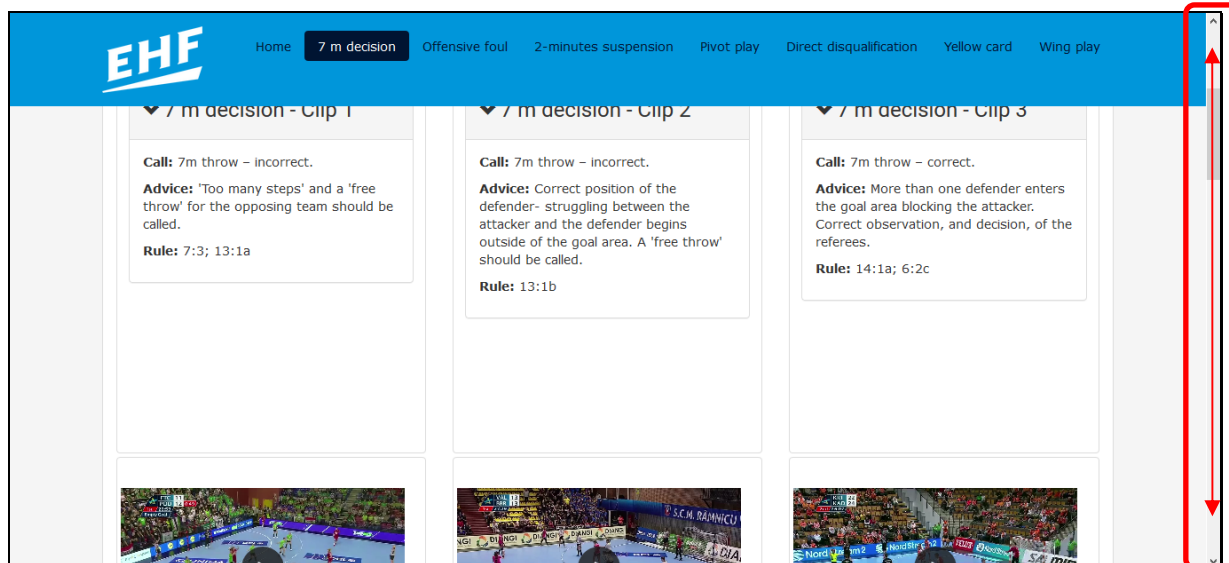 EHF
Home 7 m decision Offensive foul 2-minutes suspension Pivot play Direct disqualification Yellow card Wing play
7 m decision - Clip 1
Call: 7m throw – incorrect.
Advice: 'Too many steps' and a 'free
throw' for the opposing team should be
called.
Rule: 7:3; 13:1a
7 m decision - Clip 2
Call: 7m throw – incorrect.
Advice: Correct position of the
defender- struggling between the
attacker and the defender begins
outside of the goal area. A 'free throw'
should be called.
Rule: 13:1b
7 m decision - Clip 3
Call: 7m throw – correct.
Advice: More than one defender enters
the goal area blocking the attacker.
Correct observation, and decision, of the
referees.
Rule: 14:1a; 6:2c
S.C.M. RÂMNICU
DIANGI